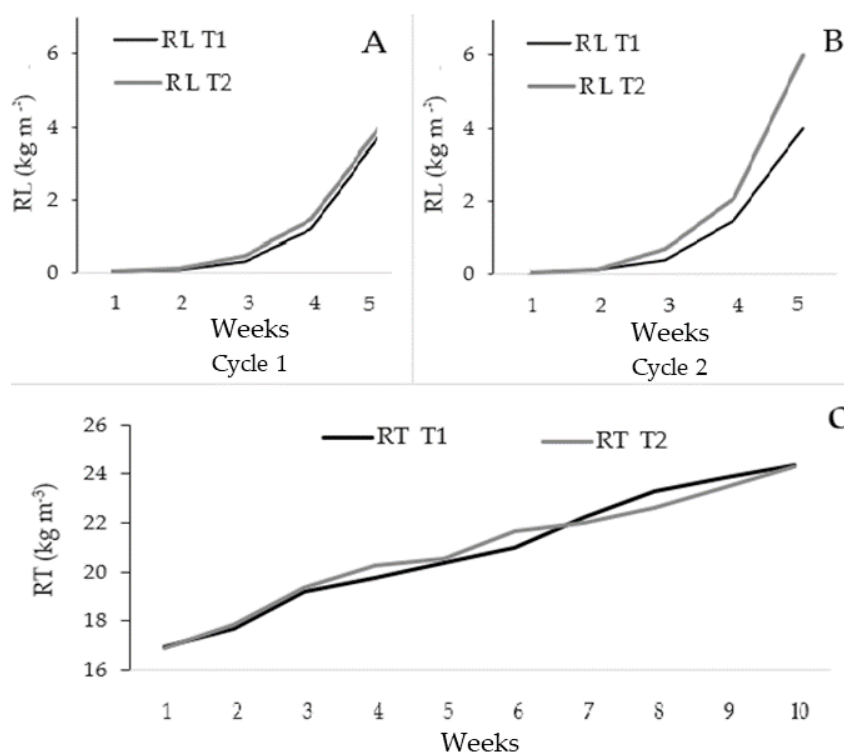 A
RL T1
RL T2
RL (kg m⁻²)
6
4
2
0
1 2 3 4 5
Weeks
Cycle 1
B
RL T1
RL T2
RL (kg m⁻²)
6
4
2
0
1 2 3 4 5
Weeks
Cycle 2
C
RT T1 RT T2
RT (kg m⁻³)
26
24
22
20
18
16
1 2 3 4 5 6 7 8 9 10
Weeks